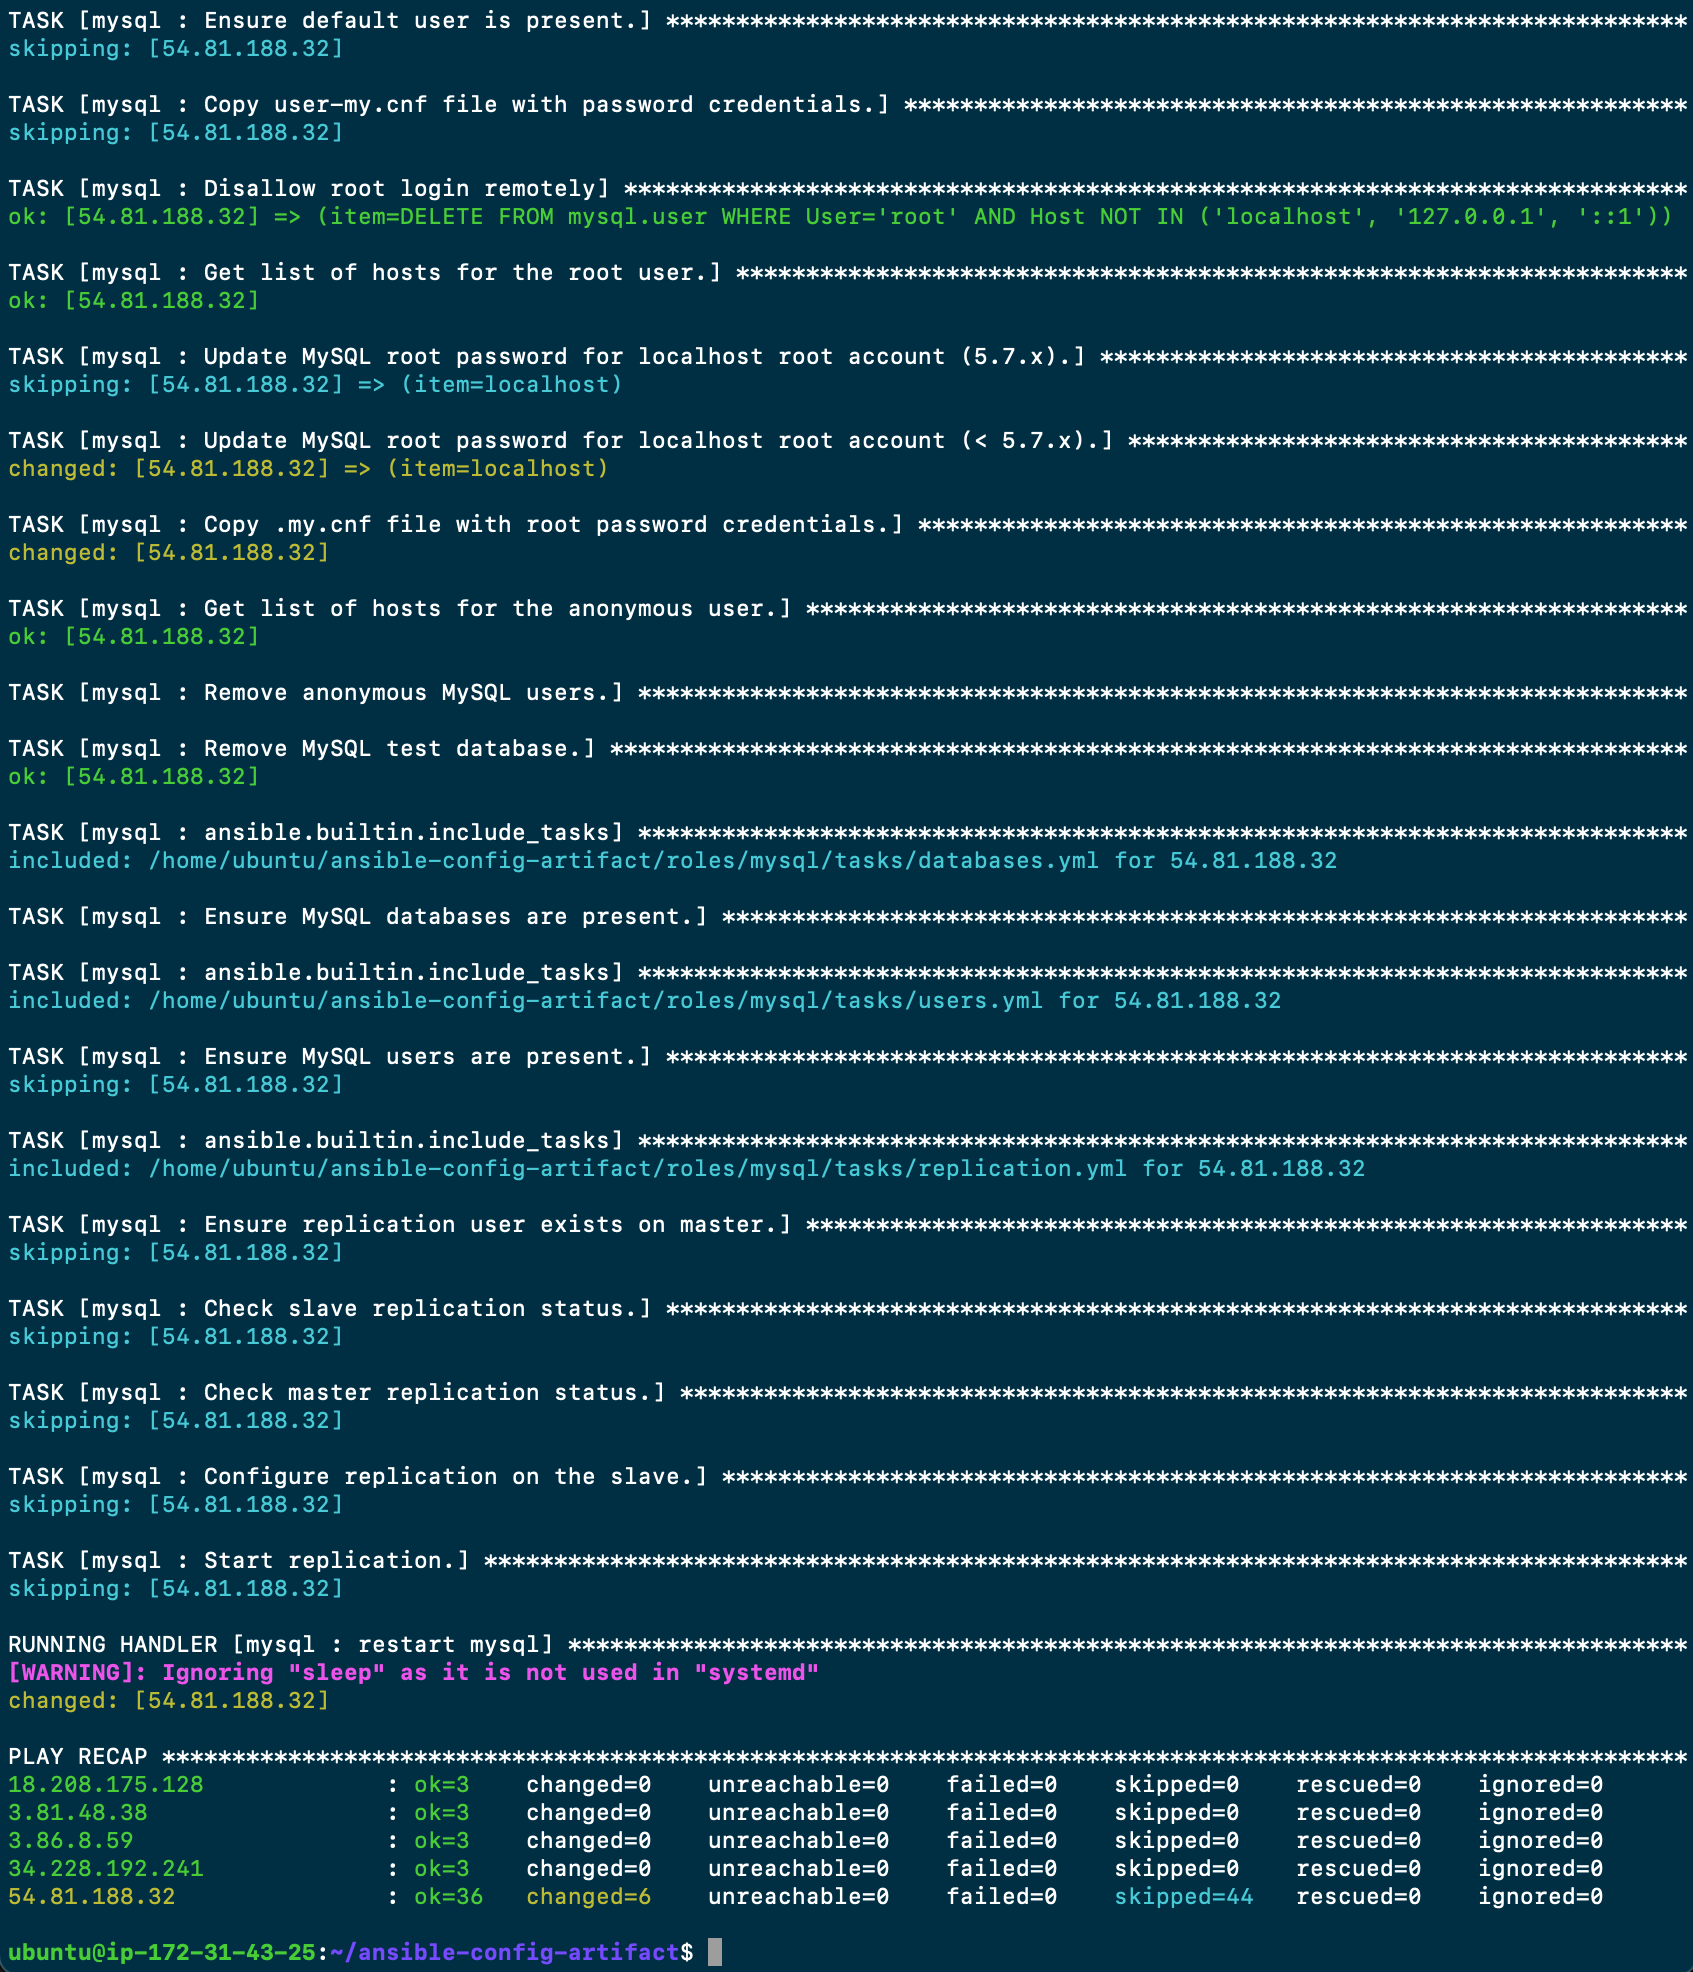 TASK [mysql : Ensure default user is present.] *************************************************************************
skipping: [54.81.188.32]
TASK [mysql : Copy user-my.cnf file with password credentials.] ********************************************************
skipping: [54.81.188.32]
TASK [mysql : Disallow root login remotely] ****************************************************************************
ok: [54.81.188.32] => (item=DELETE FROM mysql.user WHERE User='root' AND Host NOT IN ('localhost', '127.0.0.1', '::1'))
TASK [mysql : Get list of hosts for the root user.] ********************************************************************
ok: [54.81.188.32]
TASK [mysql : Update MySQL root password for localhost root account (5.7.x).] ******************************************
skipping: [54.81.188.32] => (item=localhost)
TASK [mysql : Update MySQL root password for localhost root account (< 5.7.x).] ****************************************
changed: [54.81.188.32] => (item=localhost)
TASK [mysql : Copy .my.cnf file with root password credentials.] *******************************************************
changed: [54.81.188.32]
TASK [mysql : Get list of hosts for the anonymous user.] ***************************************************************
ok: [54.81.188.32]
TASK [mysql : Remove anonymous MySQL users.] ***************************************************************************
TASK [mysql : Remove MySQL test database.] *****************************************************************************
ok: [54.81.188.32]
TASK [mysql : ansible.builtin.include_tasks] ***************************************************************************
included: /home/ubuntu/ansible-config-artifact/roles/mysql/tasks/databases.yml for 54.81.188.32
TASK [mysql : Ensure MySQL databases are present.] *********************************************************************
TASK [mysql : ansible.builtin.include_tasks] ***************************************************************************
included: /home/ubuntu/ansible-config-artifact/roles/mysql/tasks/users.yml for 54.81.188.32
TASK [mysql : Ensure MySQL users are present.] *************************************************************************
skipping: [54.81.188.32]
TASK [mysql : ansible.builtin.include_tasks] ***************************************************************************
included: /home/ubuntu/ansible-config-artifact/roles/mysql/tasks/replication.yml for 54.81.188.32
TASK [mysql : Ensure replication user exists on master.] ***************************************************************
skipping: [54.81.188.32]
TASK [mysql : Check slave replication status.] *************************************************************************
skipping: [54.81.188.32]
TASK [mysql : Check master replication status.] ************************************************************************
skipping: [54.81.188.32]
TASK [mysql : Configure replication on the slave.] *********************************************************************
skipping: [54.81.188.32]
TASK [mysql : Start replication.] **************************************************************************************
skipping: [54.81.188.32]
RUNNING HANDLER [mysql : restart mysql] ********************************************************************************
[WARNING]: Ignoring "sleep" as it is not used in "systemd"
changed: [54.81.188.32]
PLAY RECAP *************************************************************************************************************
18.208.175.128 : ok=3 changed=0 unreachable=0 failed=0 skipped=0 rescued=0 ignored=0
3.81.48.38 : ok=3 changed=0 unreachable=0 failed=0 skipped=0 rescued=0 ignored=0
3.86.8.59 : ok=3 changed=0 unreachable=0 failed=0 skipped=0 rescued=0 ignored=0
34.228.192.241 : ok=3 changed=0 unreachable=0 failed=0 skipped=0 rescued=0 ignored=0
54.81.188.32 : ok=36 changed=6 unreachable=0 failed=0 skipped=44 rescued=0 ignored=0
ubuntu@ip-172-31-43-25:~/ansible-config-artifact$